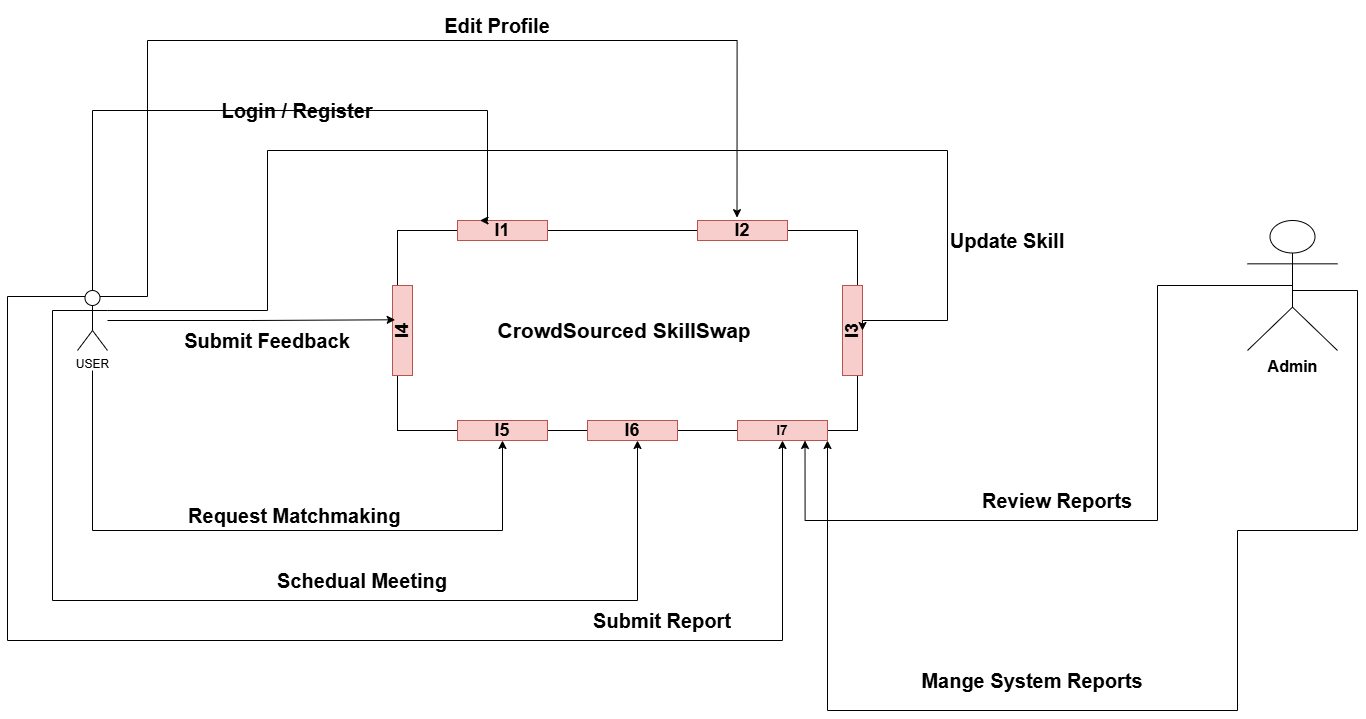 Edit Profile
Login / Register
I1
I2
Update Skill
I4
CrowdSourced SkillSwap
I3
Submit Feedback
USER
Admin
I5
I6
I7
Review Reports
Request Matchmaking
Schedual Meeting
Submit Report
Mange System Reports